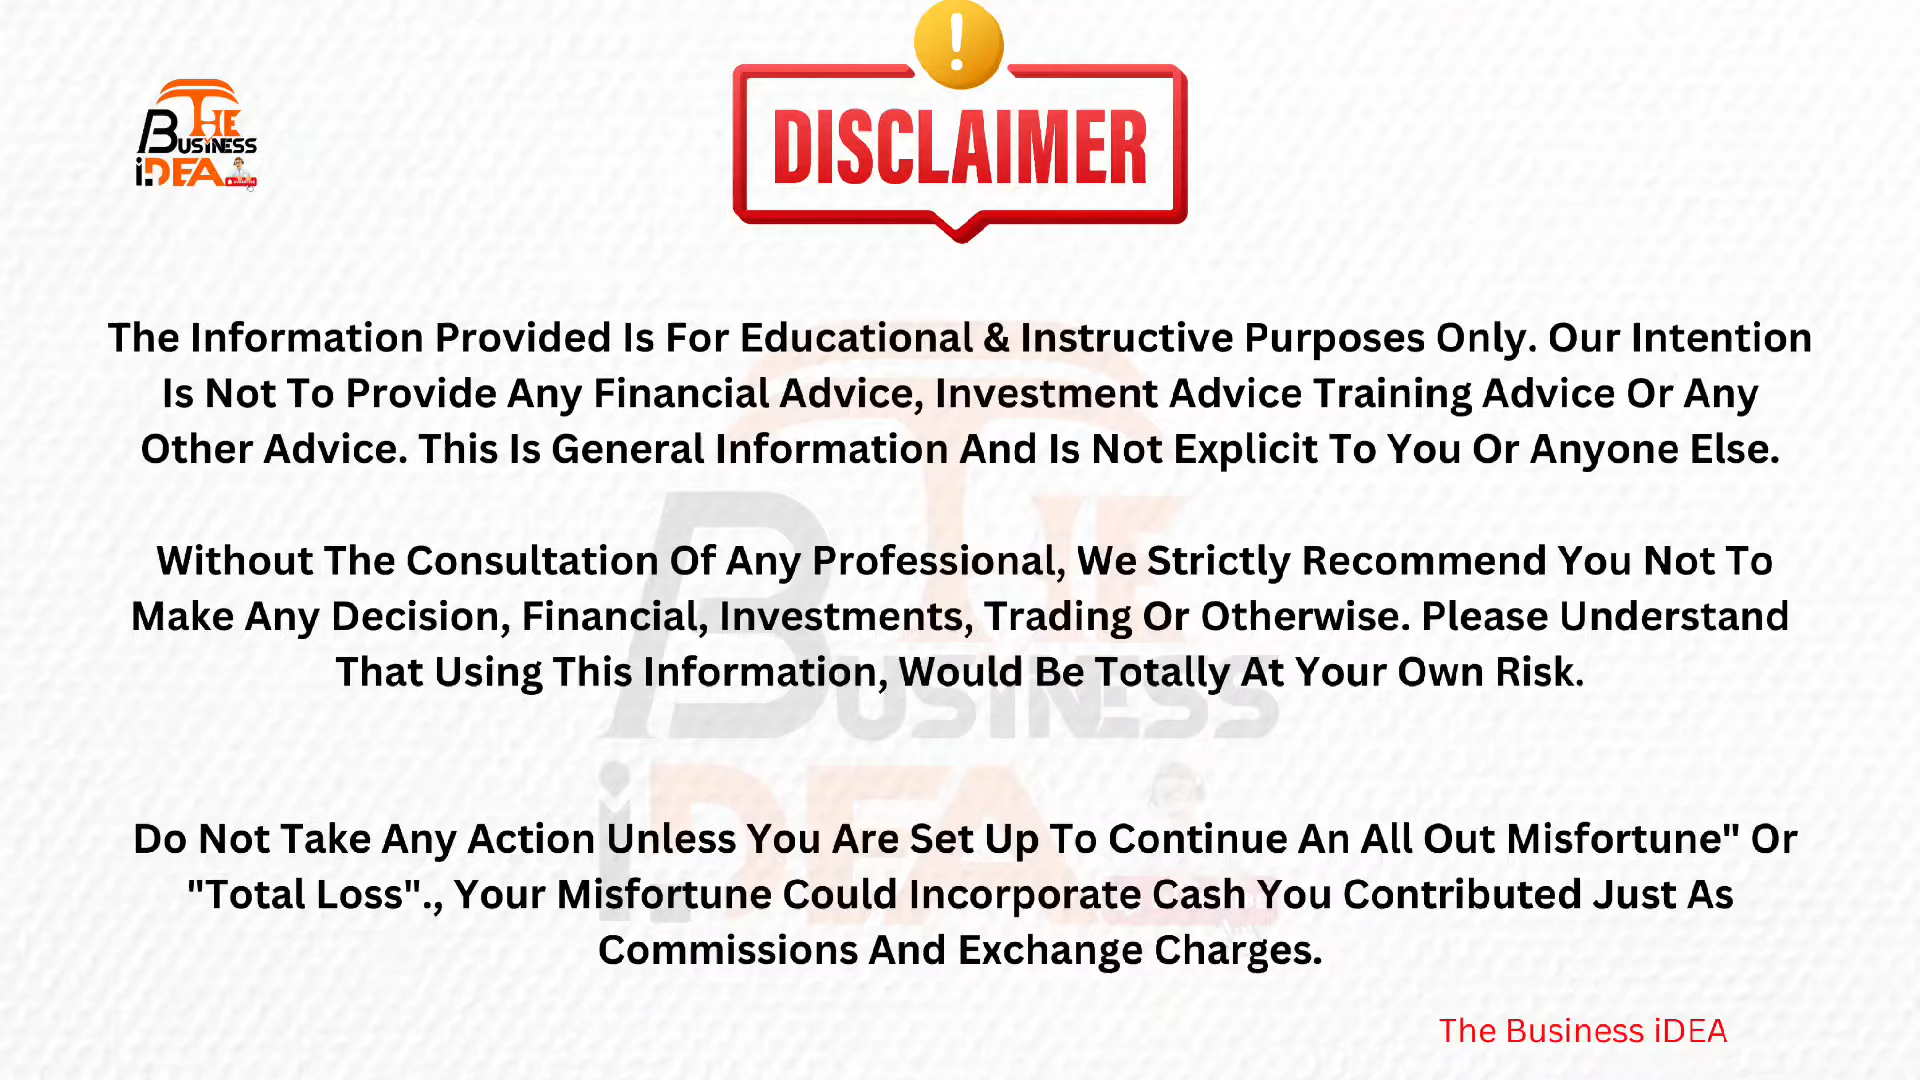 THE
BUSINESS
iDEA
!
DISCLAIMER
The Information Provided Is For Educational & Instructive Purposes Only. Our Intention
Is Not To Provide Any Financial Advice, Investment Advice Training Advice Or Any
Other Advice. This Is General Information And Is Not Explicit To You Or Anyone Else.
Without The Consultation Of Any Professional, We Strictly Recommend You Not To
Make Any Decision, Financial, Investments, Trading Or Otherwise. Please Understand
That Using This Information, Would Be Totally At Your Own Risk.
Do Not Take Any Action Unless You Are Set Up To Continue An All Out Misfortune" Or
"Total Loss"., Your Misfortune Could Incorporate Cash You Contributed Just As
Commissions And Exchange Charges.
THE
BUSINESS
iDEA
The Business iDEA